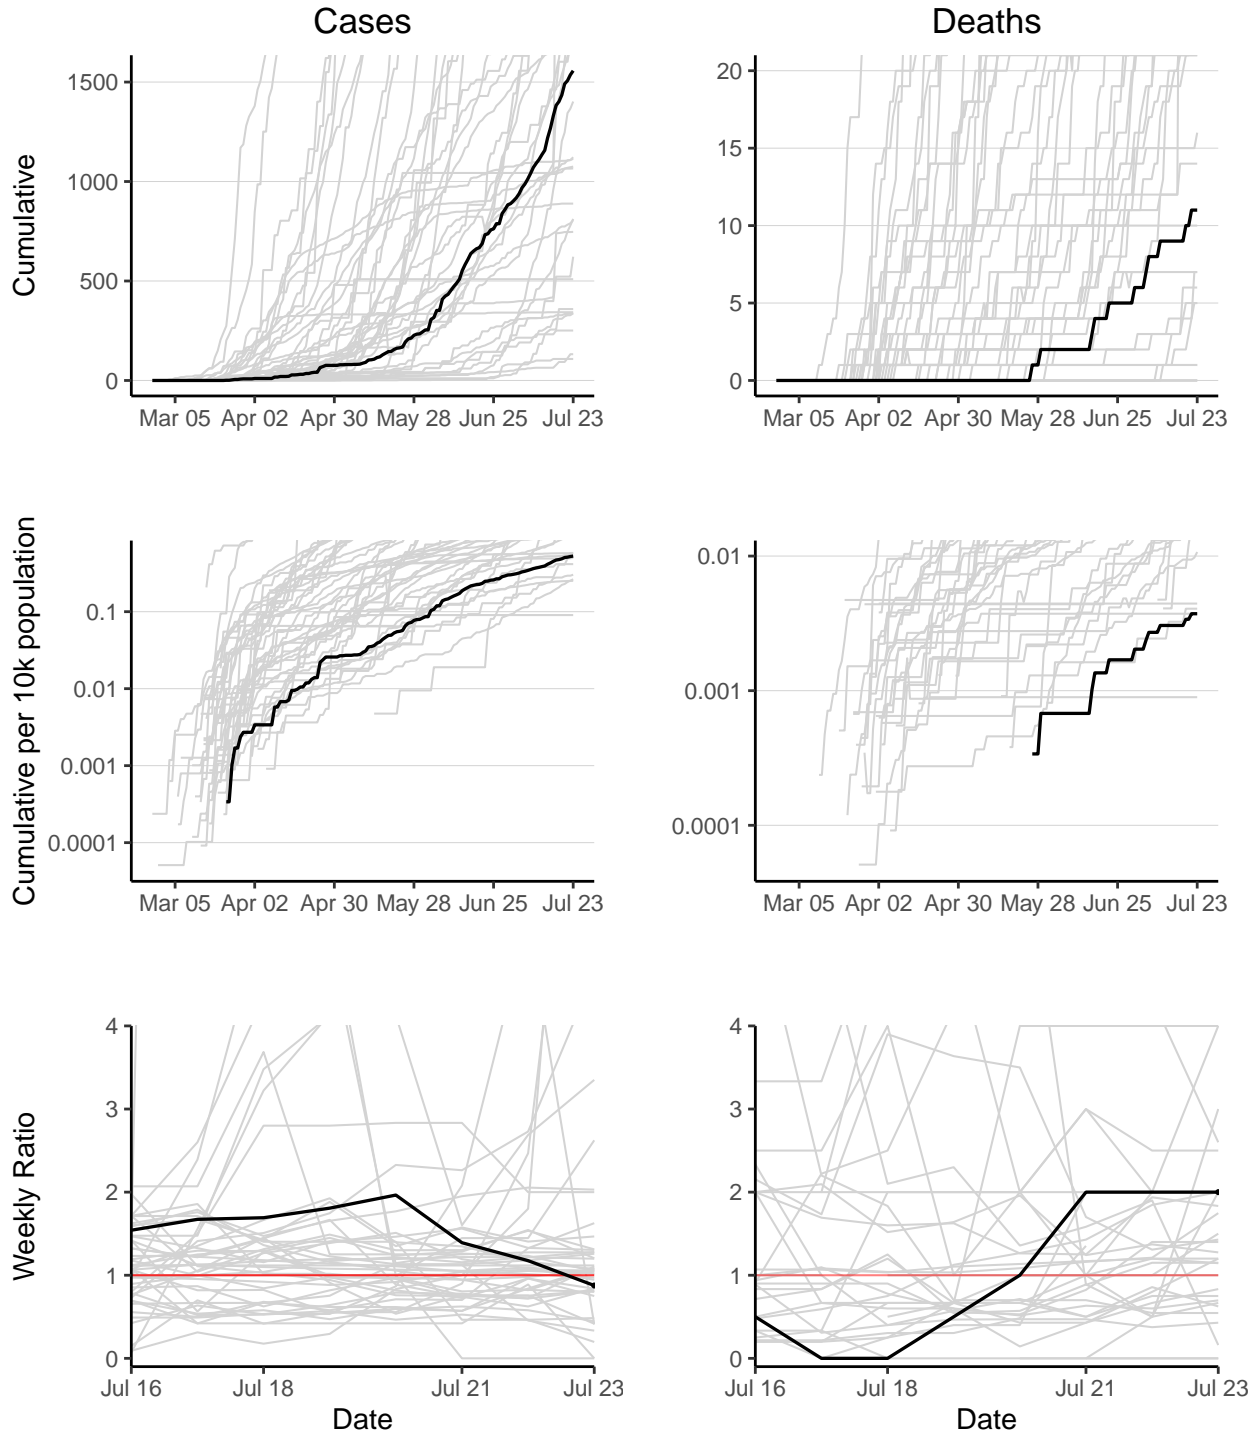 Cases
Deaths
Cumulative
1500
1000
500
0
Mar 05 Apr 02 Apr 30 May 28 Jun 25 Jul 23
20
15
10
5
0
Mar 05 Apr 02 Apr 30 May 28 Jun 25 Jul 23
Cumulative per 10k population
0.1
0.01
0.001
0.0001
Mar 05 Apr 02 Apr 30 May 28 Jun 25 Jul 23
0.01
0.001
0.0001
Mar 05 Apr 02 Apr 30 May 28 Jun 25 Jul 23
Weekly Ratio
4
3
2
1
0
Jul 16 Jul 18 Jul 21 Jul 23
Date
4
3
2
1
0
Jul 16 Jul 18 Jul 21 Jul 23
Date